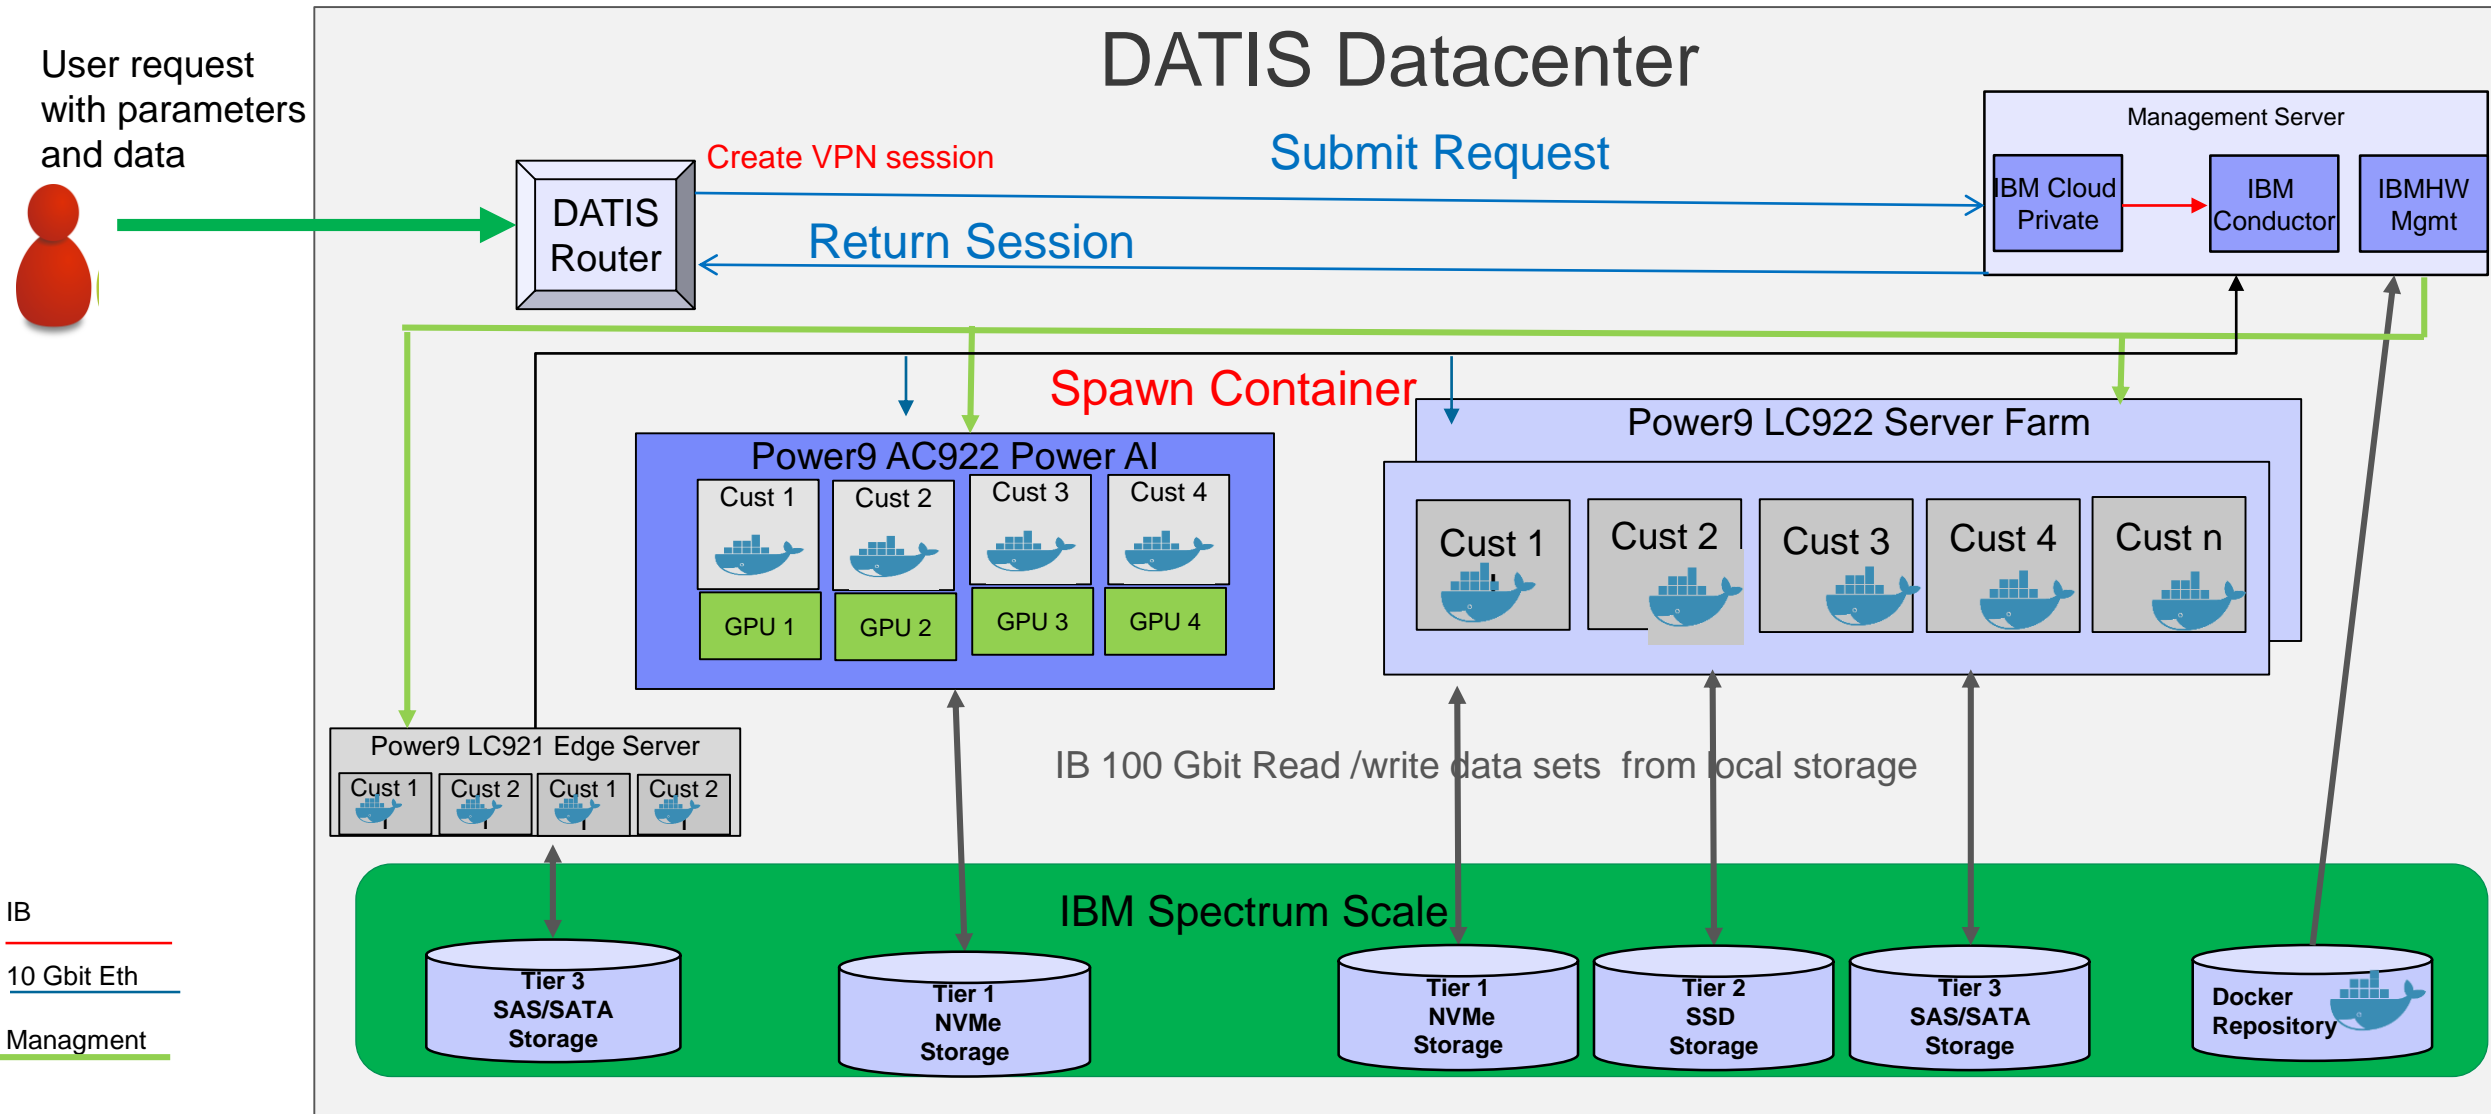 DATIS Datacenter
User request
with parameters
and data
Management Server
Create VPN session
Submit Request
IBM Cloud
Private
IBM
Conductor
IBMHW
Mgmt
DATIS
Router
Return Session
Spawn Container
Power9 LC922 Server Farm
Power9 AC922 Power AI
Cust 1
Cust 2
Cust 3
Cust 4
GPU 1
GPU 2
GPU 3
GPU 4
Cust 1
Cust 2
Cust 3
Cust 4
Cust n
Power9 LC921 Edge Server
Cust 1
Cust 2
Cust 1
Cust 2
IB 100 Gbit Read /write data sets  from local storage
IBM Spectrum Scale
Tier 3
SAS/SATA
Storage
Tier 1
NVMe
Storage
Tier 1
NVMe
Storage
Tier 2
SSD
Storage
Tier 3
SAS/SATA
Storage
Docker
Repository
IB
10 Gbit Eth
Managment